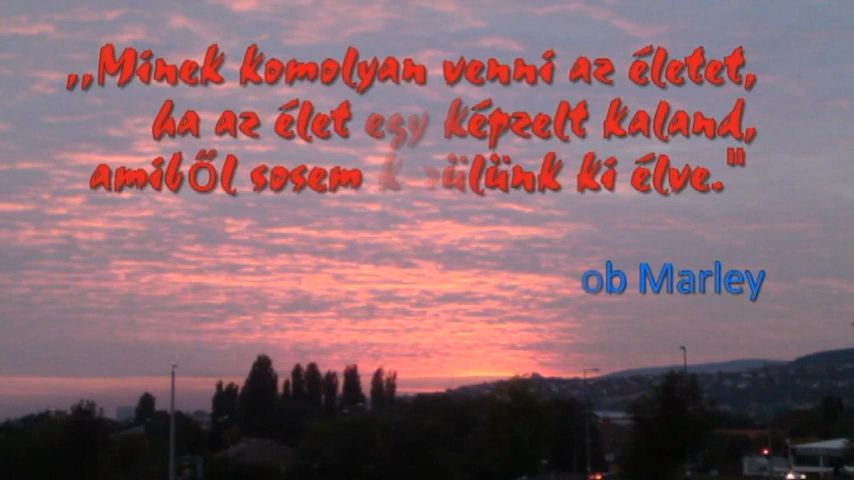 ,,Minek komolyan venni az életet,
ha az élet egy képzelt kaland,
amiből sosem ki élve."
ob Marley